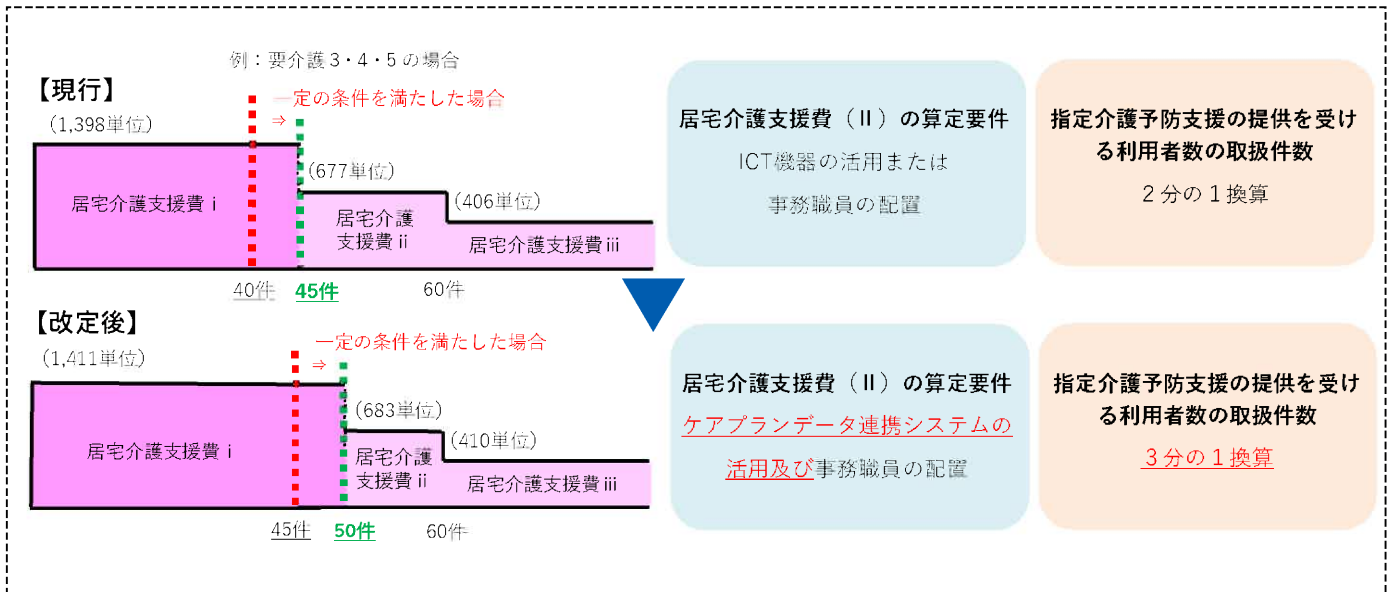 例：要介護３・４・５の場合
【現行】
一定の条件を満たした場合
⇒
（1,398単位）
（677単位）
（406単位）
居宅介護支援費ⅰ
居宅介護
支援費ⅱ
居宅介護支援費ⅲ
40件
45件
60件
居宅介護支援費（Ⅱ）の算定要件
ICT機器の活用または
事務職員の配置
指定介護予防支援の提供を受け
る利用者数の取扱件数
２分の１換算
【改定後】
一定の条件を満たした場合
⇒
（1,411単位）
（683単位）
（410単位）
居宅介護支援費ⅰ
居宅介護
支援費ⅱ
居宅介護支援費ⅲ
45件
50件
60件
居宅介護支援費（Ⅱ）の算定要件
ケアプランデータ連携システムの
活用及び事務職員の配置
指定介護予防支援の提供を受け
る利用者数の取扱件数
３分の１換算